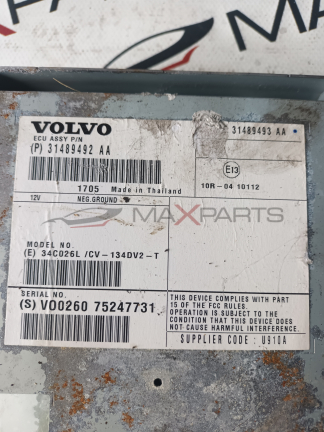 VOLVO
ECU ASSY P/N
(P) 31489492 AA
31489493 AA
1705 Made in Thailand
E13
10R-04 10112
12V NEG.GROUND
MAXPARTS
MODEL NO.
(E) 34C026L /CV-134DV2-T
SERIAL NO.
(S) V00260 75247731
THIS DEVICE COMPLIES WITH PART
15 OF THE FCC RULES.
OPERATION IS SUBJECT TO THE
CONDITION THAT THIS DEVICE DOES
NOT CAUSE HARMFUL INTERFERENCE.
SUPPLIER CODE : U910A